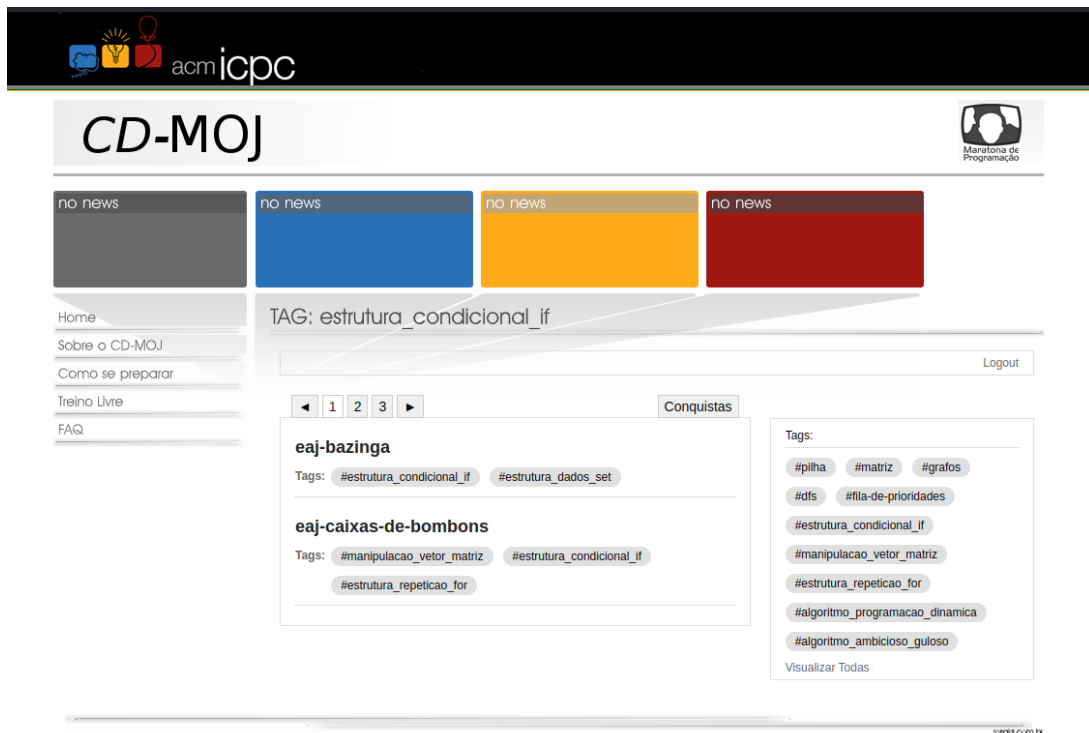 acm icpc
CD-MOJ
Maratona de
Programação
no news no news no news no news
Home
Sobre o CD-MOJ
Como se preparar
Treino Livre
FAQ
TAG: estrutura_condicional_if
Logout
◄ 1 2 3 ► Conquistas
eaj-bazinga
Tags: #estrutura_condicional_if #estrutura_dados_set
eaj-caixas-de-bombons
Tags: #manipulacao_vetor_matriz #estrutura_condicional_if
#estrutura_repeticao_for
Tags:
#pilha #matriz #grafos
#dfs #fila-de-prioridades
#estrutura_condicional_if
#manipulacao_vetor_matriz
#estrutura_repeticao_for
#algoritmo_programacao_dinamica
#algoritmo_ambicioso_guloso
Visualizar Todas